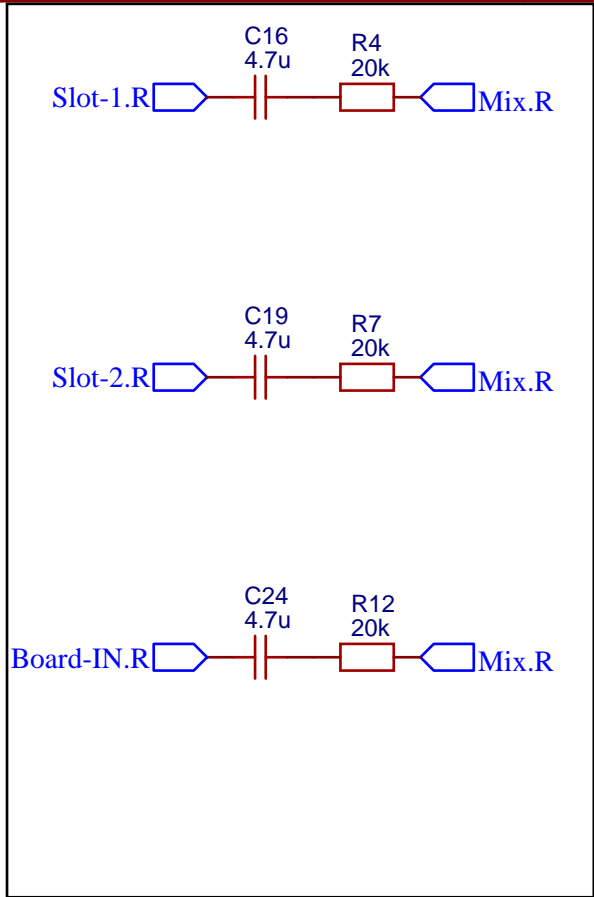 C16
4.7u
R4
20k
Slot-1.R
Mix.R
C19
4.7u
R7
20k
Slot-2.R
Mix.R
C24
4.7u
R12
20k
Board-IN.R
Mix.R